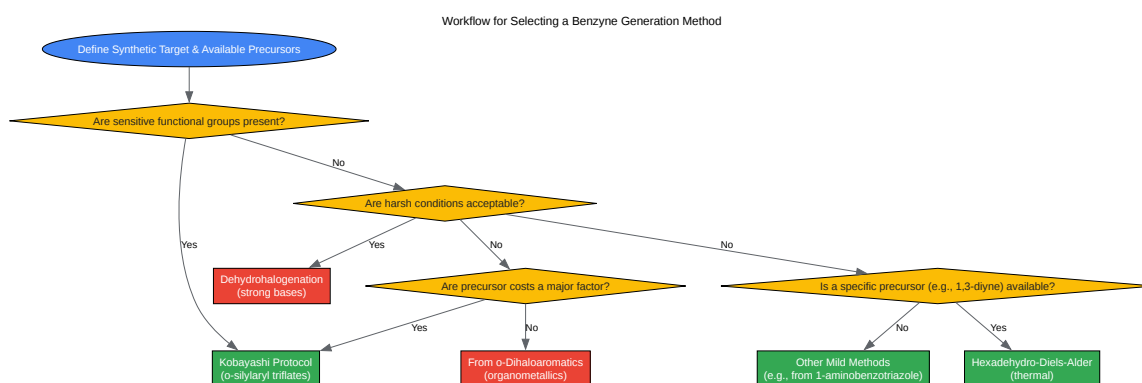 Workflow for Selecting a Benzyne Generation Method
Define Synthetic Target & Available Precursors
Are sensitive functional groups present?
No
Are harsh conditions acceptable?
Yes
Yes
No
No
Dehydrohalogenation
(strong bases)
Are precursor costs a major factor?
Is a specific precursor (e.g., 1,3-diyne) available?
Yes
No
No
Yes
Kobayashi Protocol
(o-silylaryl triflates)
From o-Dihaloaromatics
(organometallics)
Other Mild Methods
(e.g., from 1-aminobenzotriazole)
Hexadehydro-Diels-Alder
(thermal)